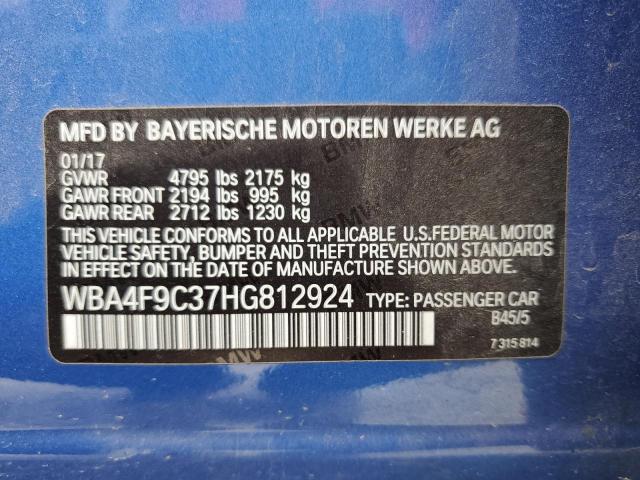 MFD BY BAYERISCHE MOTOREN WERKE AG
01/17
GVWR 4795 lbs 2175 kg
GAWR FRONT 2194 lbs 995 kg
GAWR REAR 2712 lbs 1230 kg
THIS VEHICLE CONFORMS TO ALL APPLICABLE U.S.FEDERAL MOTOR
VEHICLE SAFETY, BUMPER AND THEFT PREVENTION STANDARDS
IN EFFECT ON THE DATE OF MANUFACTURE SHOWN ABOVE.
WBA4F9C37HG812924 TYPE: PASSENGER CAR
B45/5
7 315 814